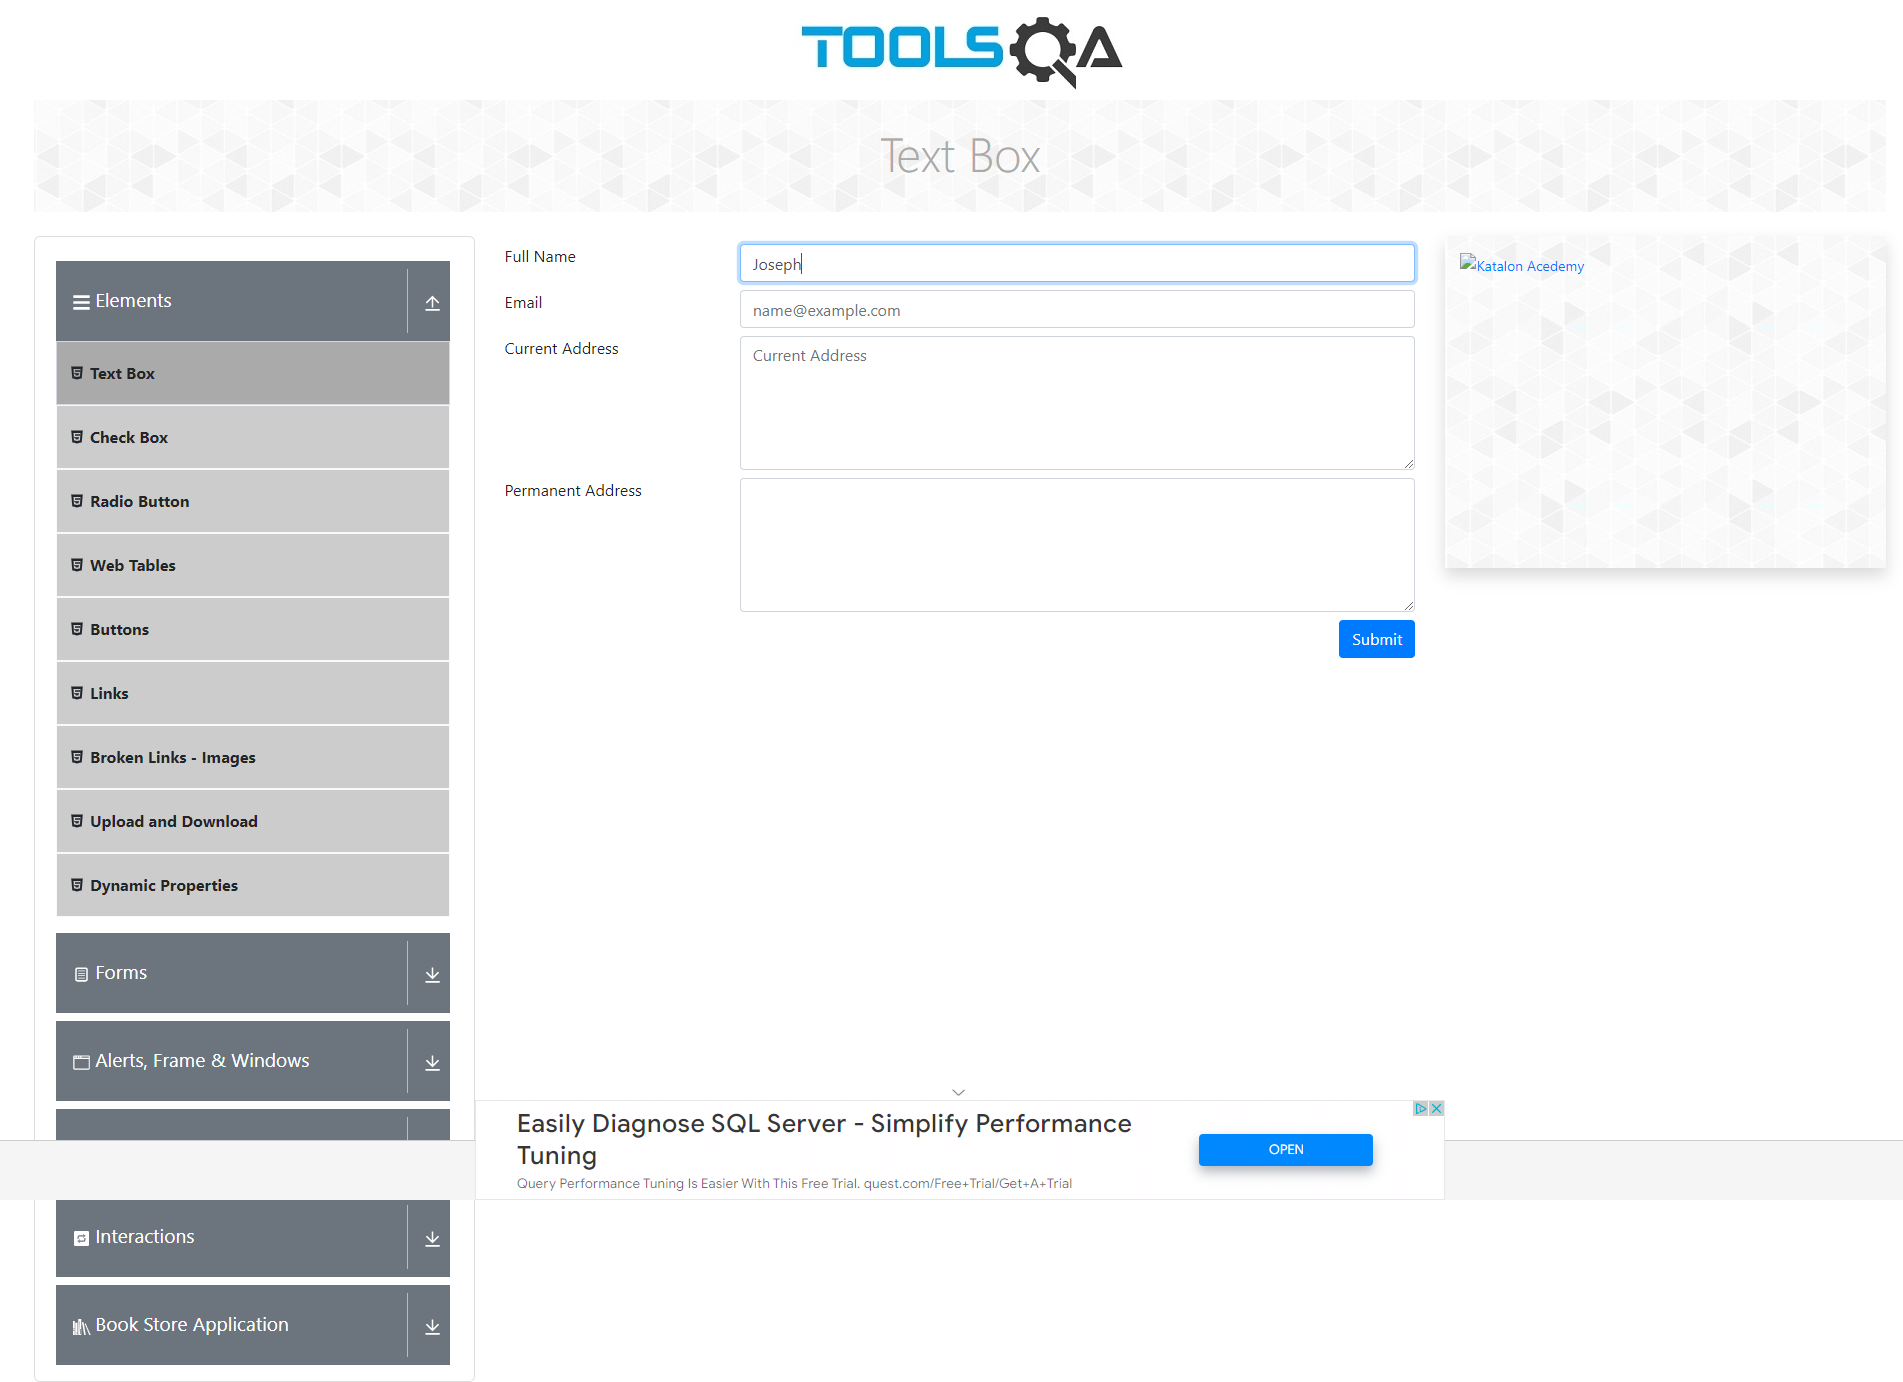 TOOLSQA
Text Box
Elements
Text Box
Check Box
Radio Button
Web Tables
Buttons
Links
Broken Links - Images
Upload and Download
Dynamic Properties
Forms
Alerts, Frame & Windows
Interactions
Book Store Application
Full Name
Joseph
Email
name@example.com
Current Address
Current Address
Permanent Address
Submit
Katalon Acedemy
Easily Diagnose SQL Server - Simplify Performance
Tuning
Query Performance Tuning Is Easier With This Free Trial. quest.com/Free+Trial/Get+A+Trial
OPEN